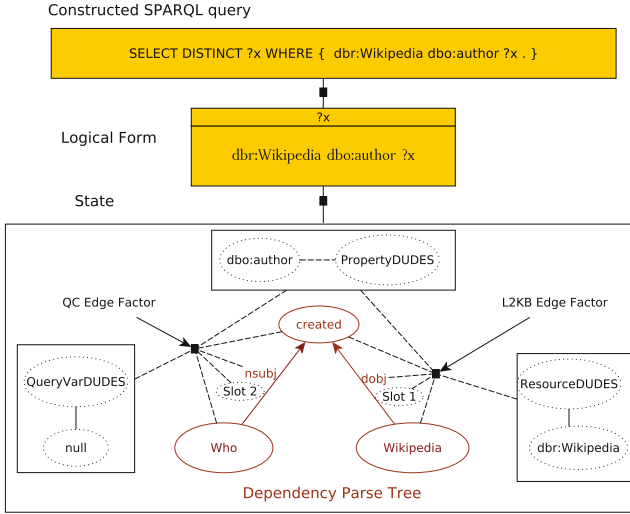 Constructed SPARQL query
SELECT DISTINCT ?x WHERE { dbr:Wikipedia dbo:author ?x . }
?x
Logical Form
dbr:Wikipedia dbo:author ?x
State
dbo:author
PropertyDUDES
QC Edge Factor
L2KB Edge Factor
created
nsubj
dobj
QueryVarDUDES
ResourceDUDES
Slot 2
Slot 1
null
Who
Wikipedia
dbr:Wikipedia
Dependency Parse Tree